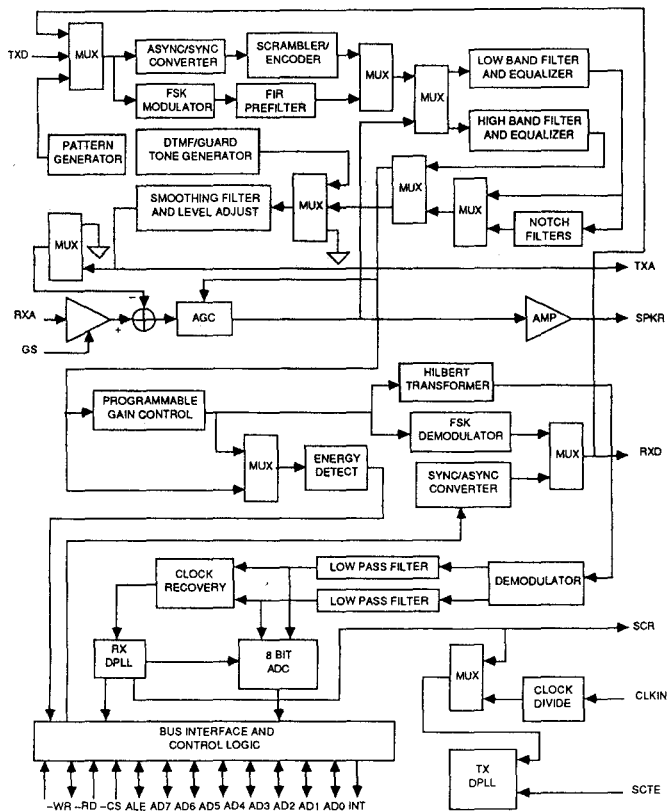 TXD
MUX
ASYNC/SYNC
CONVERTER
SCRAMBLER/
ENCODER
MUX
MUX
LOW BAND FILTER
AND EQUALIZER
FSK
MODULATOR
FIR
PREFILTER
HIGH BAND FILTER
AND EQUALIZER
PATTERN
GENERATOR
DTMF/GUARD
TONE GENERATOR
SMOOTHING FILTER
AND LEVEL ADJUST
MUX
MUX
MUX
NOTCH
FILTERS
MUX
TXA
RXA
GS
-
+
AGC
AMP
SPKR
PROGRAMMABLE
GAIN CONTROL
HILBERT
TRANSFORMER
FSK
DEMODULATOR
MUX
RXD
MUX
ENERGY
DETECT
SYNC/ASYNC
CONVERTER
CLOCK
RECOVERY
LOW PASS FILTER
LOW PASS FILTER
DEMODULATOR
RX
DPLL
8 BIT
ADC
SCR
MUX
CLOCK
DIVIDE
CLKIN
BUS INTERFACE AND
CONTROL LOGIC
TX
DPLL
SCTE
-WR -RD -CS ALE AD7 AD6 AD5 AD4 AD3 AD2 AD1 AD0 INT